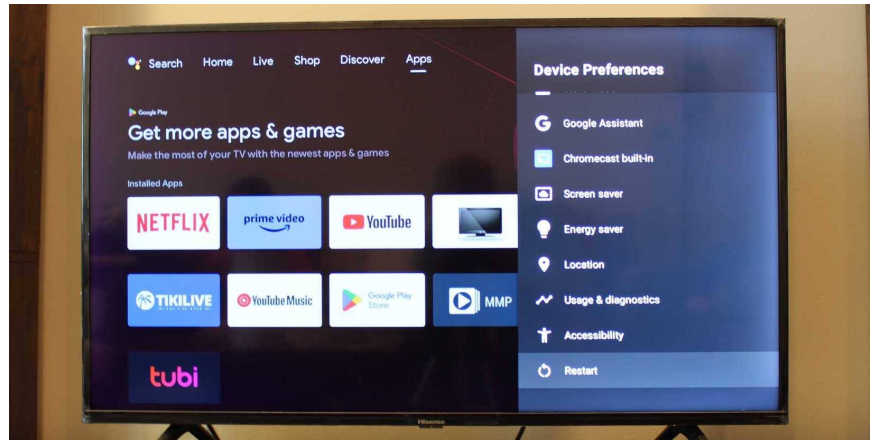 Search Home Live Shop Discover Apps
Google Play
Get more apps & games
Make the most of your TV with the newest apps & games
Installed Apps
NETFLIX
prime video
YouTube
TIKILIVE
YouTube Music
Google Play
Store
MMP
tubi
Device Preferences
Google Assistant
Chromecast built-in
Screen saver
Energy saver
Location
Usage & diagnostics
Accessibility
Restart
Hisense